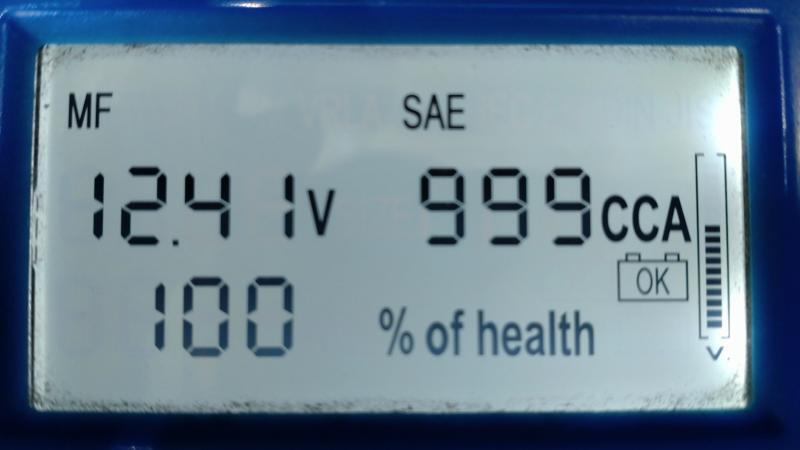 MF SAE
12.41V 999CCA
OK
100 % of health